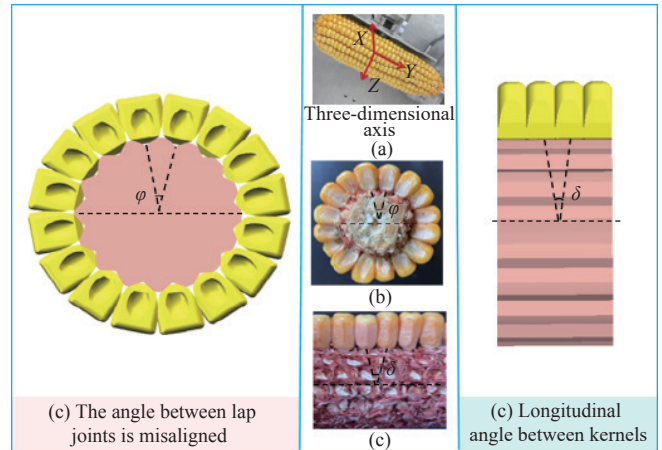 φ
(c) The angle between lap
joints is misaligned
X
Y
Z
Three-dimensional
axis
(a)
φ
(b)
δ
(c)
δ
(c) Longitudinal
angle between kernels